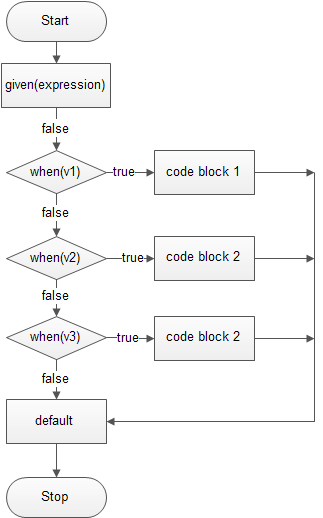 Start
given(expression)
false
when(v1)
true
code block 1
false
when(v2)
true
code block 2
false
when(v3)
true
code block 2
false
default
Stop